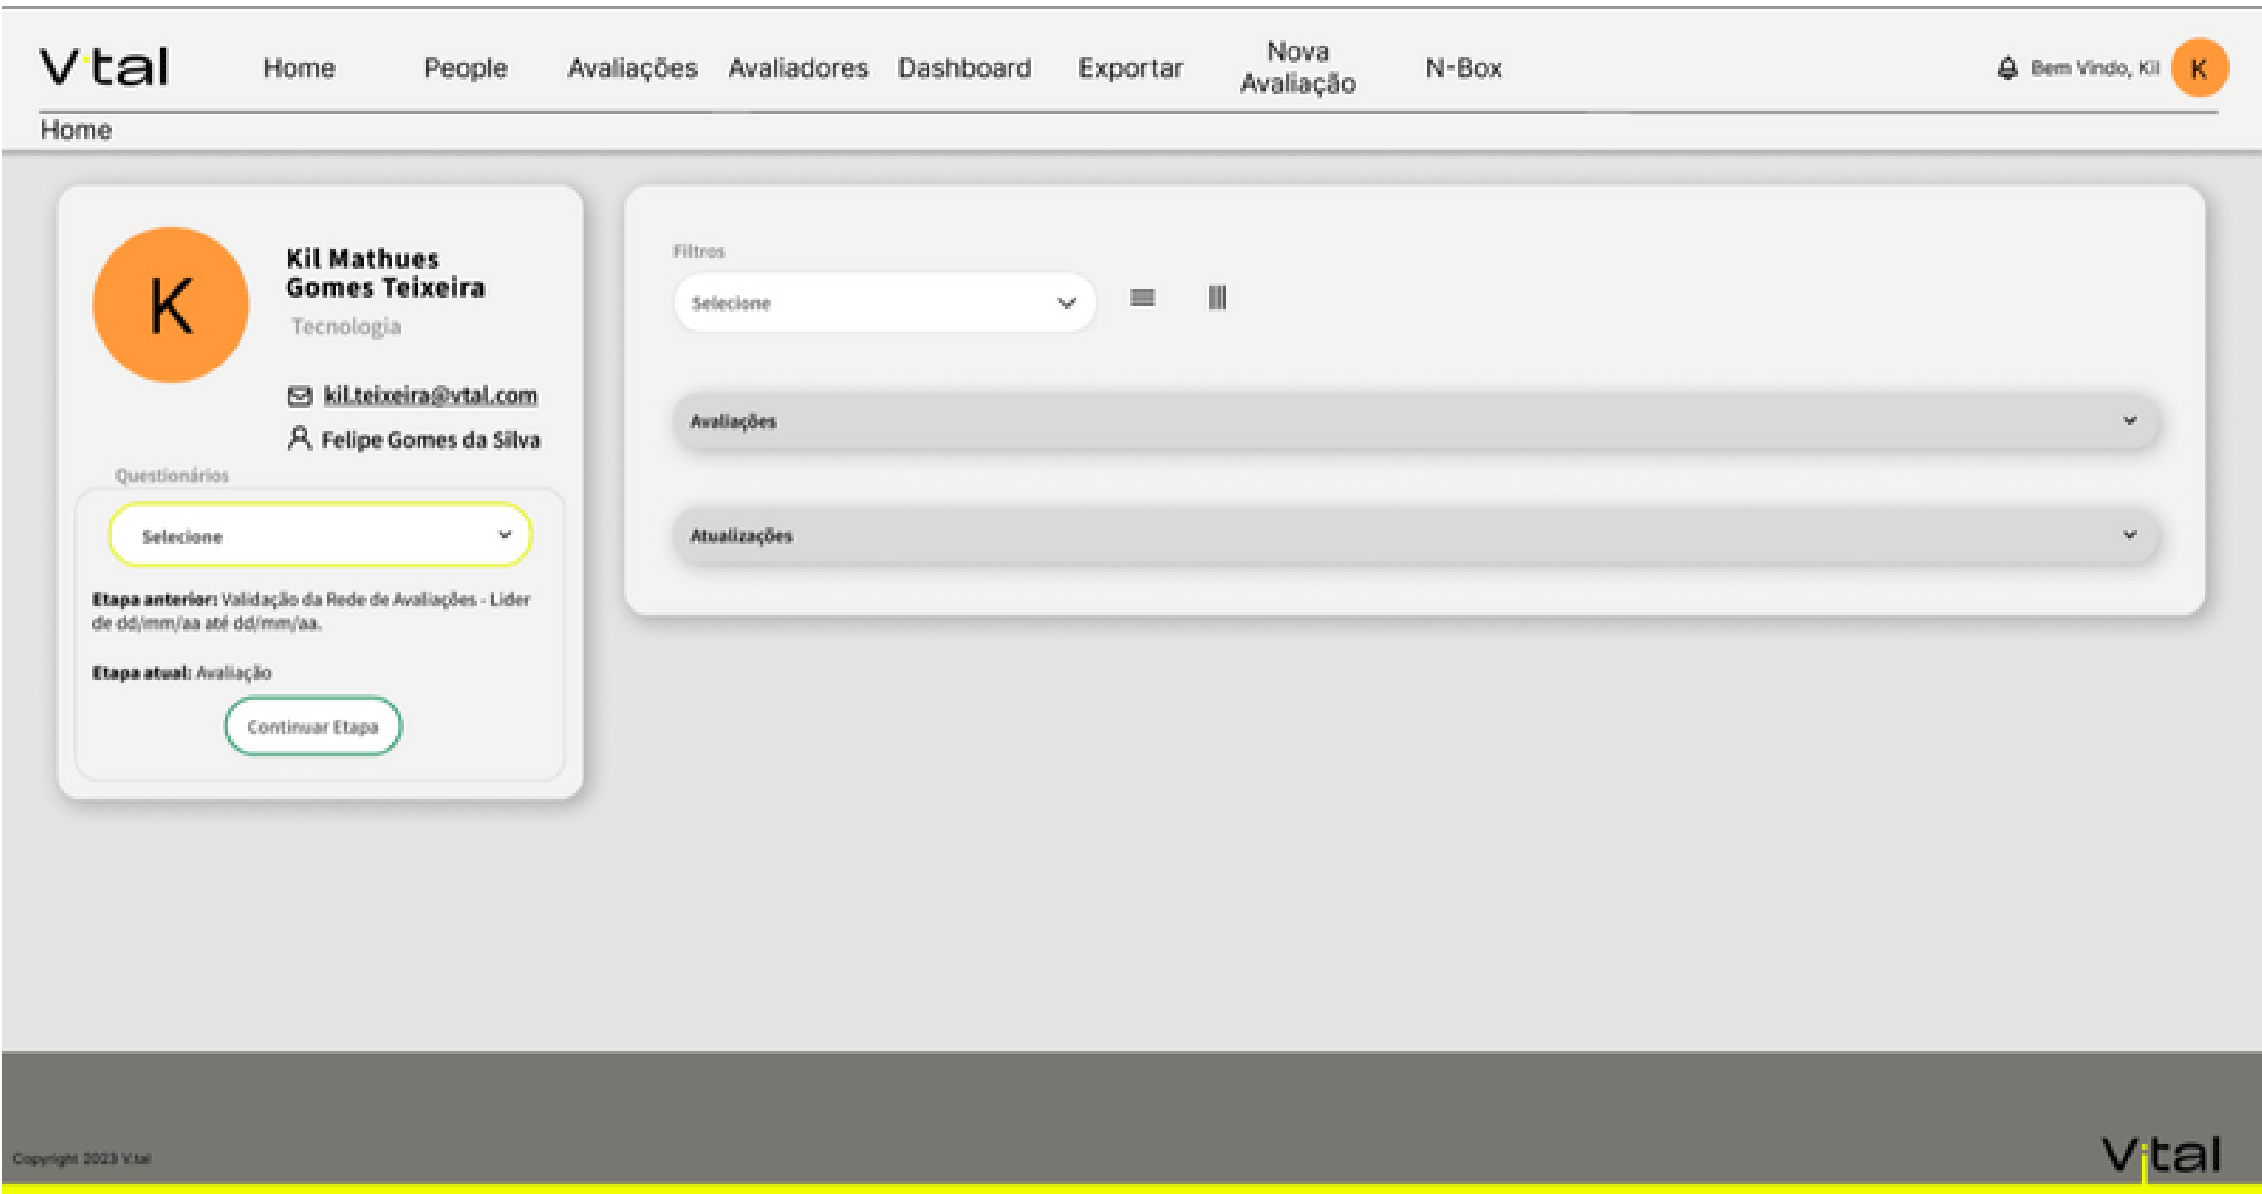 V.tal
Home
People
Avaliações
Avaliadores
Dashboard
Exportar
Nova
Avaliação
N-Box
Bem Vindo, Kil
K
Home
K
Kil Mathues
Gomes Teixeira
Tecnologia
kil.teixeira@vtal.com
Felipe Gomes da Silva
Questionários
Selecione
Etapa anterior: Validação da Rede de Avaliações - Lider
de dd/mm/aa até dd/mm/aa.
Etapa atual: Avaliação
Continuar Etapa
Filtros
Selecione
Avaliações
Atualizações
Copyright 2023 V.tal
V.tal